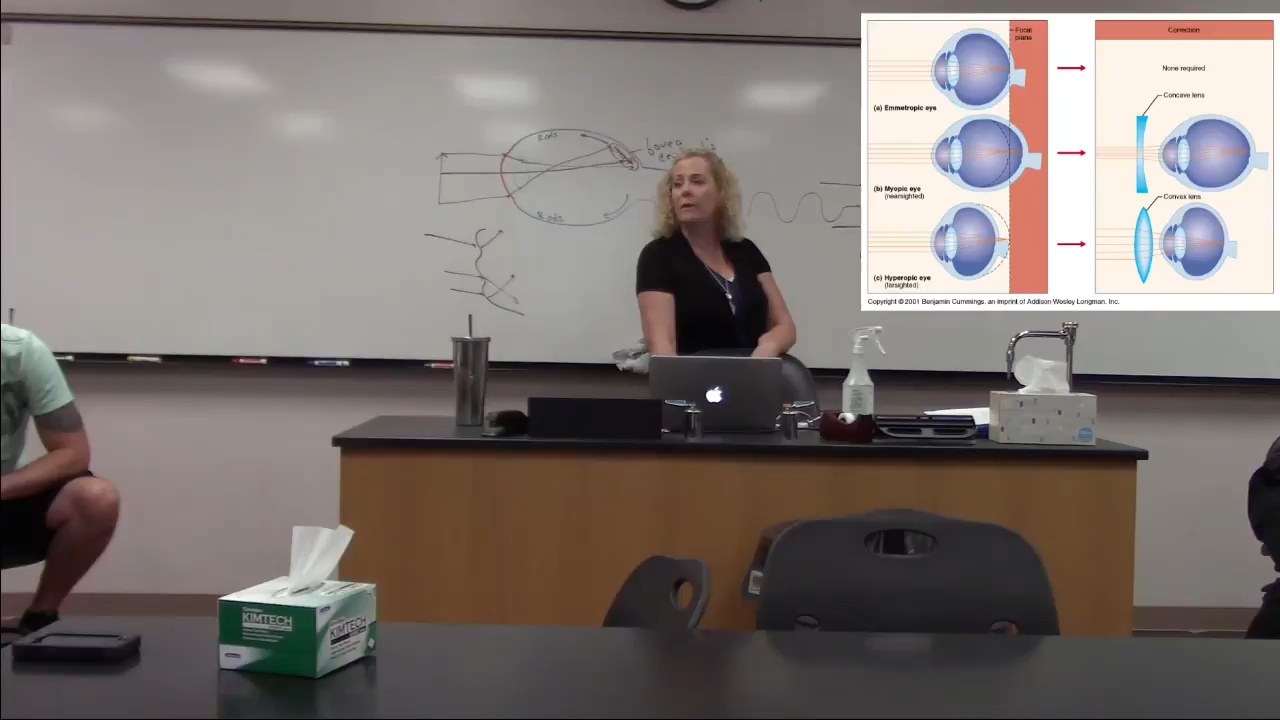 Focal
plane
Correction
None required
(a) Emmetropic eye
Concave lens
(b) Myopic eye
(nearsighted)
Convex lens
(c) Hyperopic eye
(farsighted)
Copyright © 2001 Benjamin Cummings, an imprint of Addison Wesley Longman, Inc.
Rods
fovea
Rods
KIMTECH
KIMTECH